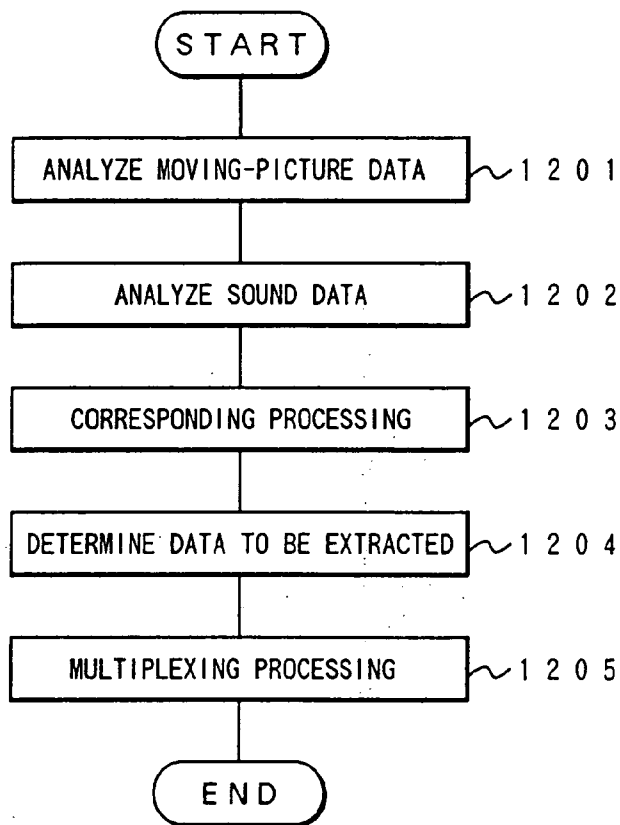 START
ANALYZE MOVING-PICTURE DATA 1201
ANALYZE SOUND DATA 1202
CORRESPONDING PROCESSING 1203
DETERMINE DATA TO BE EXTRACTED 1204
MULTIPLEXING PROCESSING 1205
END